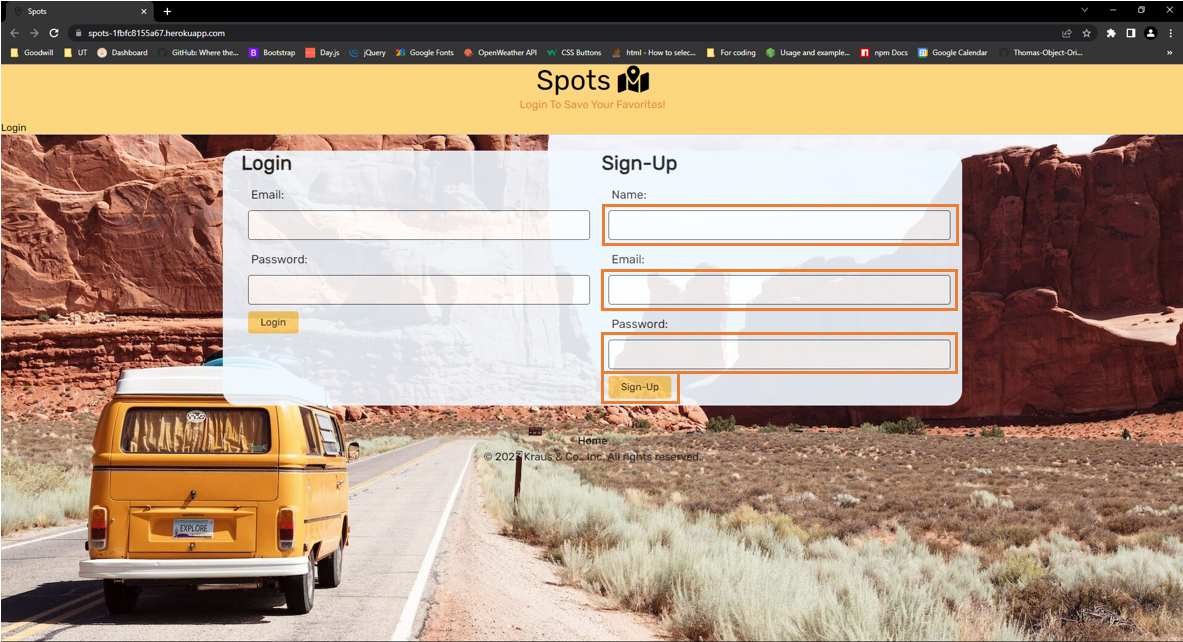 Spots
spots-1fbfc8155a67.herokuapp.com
Goodwill UT Dashboard GitHub: Where the... Bootstrap Day.js jQuery Google Fonts OpenWeather API CSS Buttons html - How to selec... For coding Usage and example... npm Docs Google Calendar Thomas-Object-Ori... »
Spots
Login To Save Your Favorites!
Login
Login
Email:
Password:
Login
Sign-Up
Name:
Email:
Password:
Sign-Up
Home
© 2023 Kraus & Co., Inc. All rights reserved.
EXPLORE